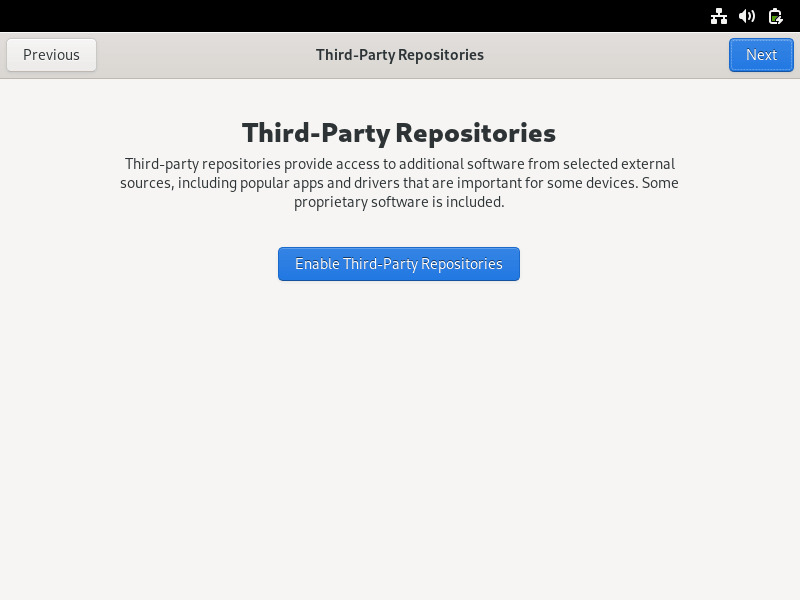 Previous
Third-Party Repositories
Next
Third-Party Repositories
Third-party repositories provide access to additional software from selected external
sources, including popular apps and drivers that are important for some devices. Some
proprietary software is included.
Enable Third-Party Repositories